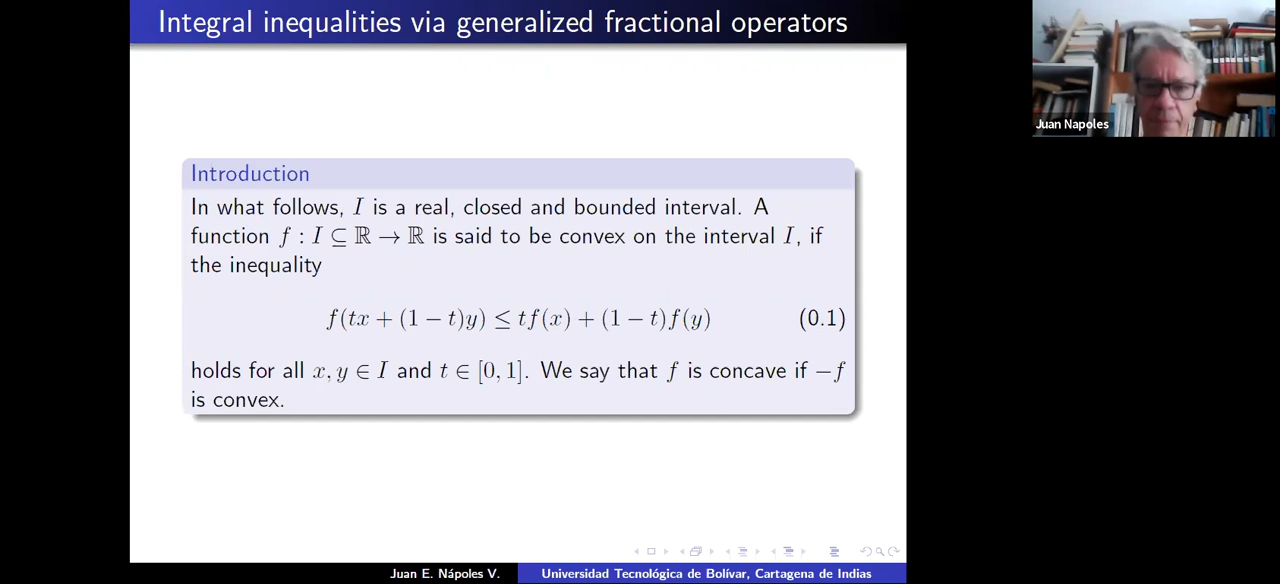 Integral inequalities via generalized fractional operators
Juan Napoles
Introduction
In what follows, I is a real, closed and bounded interval. A
function f : I ⊆ ℝ → ℝ is said to be convex on the interval I, if
the inequality
f(tx + (1 − t)y) ≤ tf(x) + (1 − t)f(y) (0.1)
holds for all x, y ∈ I and t ∈ [0, 1]. We say that f is concave if −f
is convex.
Juan E. Nápoles V. Universidad Tecnológica de Bolívar, Cartagena de Indias